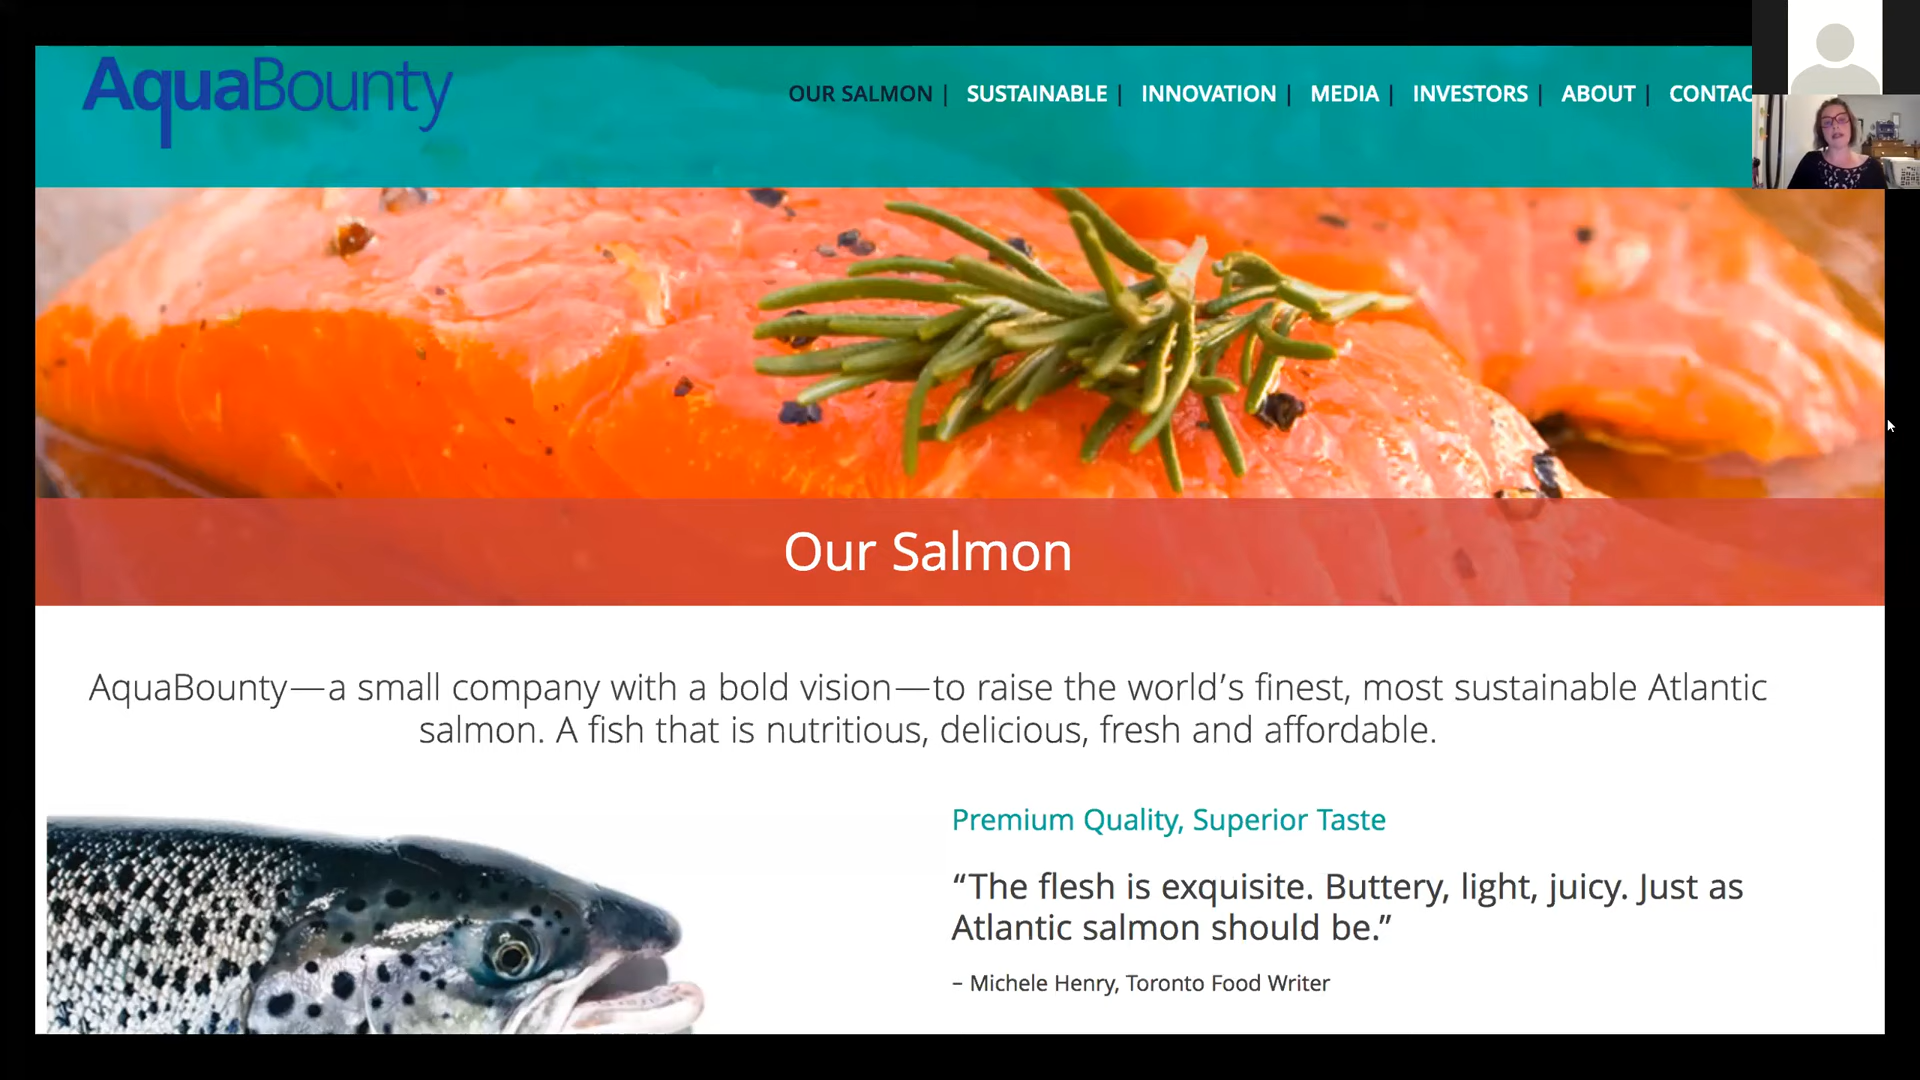 AquaBounty
OUR SALMON | SUSTAINABLE | INNOVATION | MEDIA | INVESTORS | ABOUT | CONTAC
Our Salmon
AquaBounty—a small company with a bold vision—to raise the world’s finest, most sustainable Atlantic
salmon. A fish that is nutritious, delicious, fresh and affordable.
Premium Quality, Superior Taste
“The flesh is exquisite. Buttery, light, juicy. Just as
Atlantic salmon should be.”
– Michele Henry, Toronto Food Writer